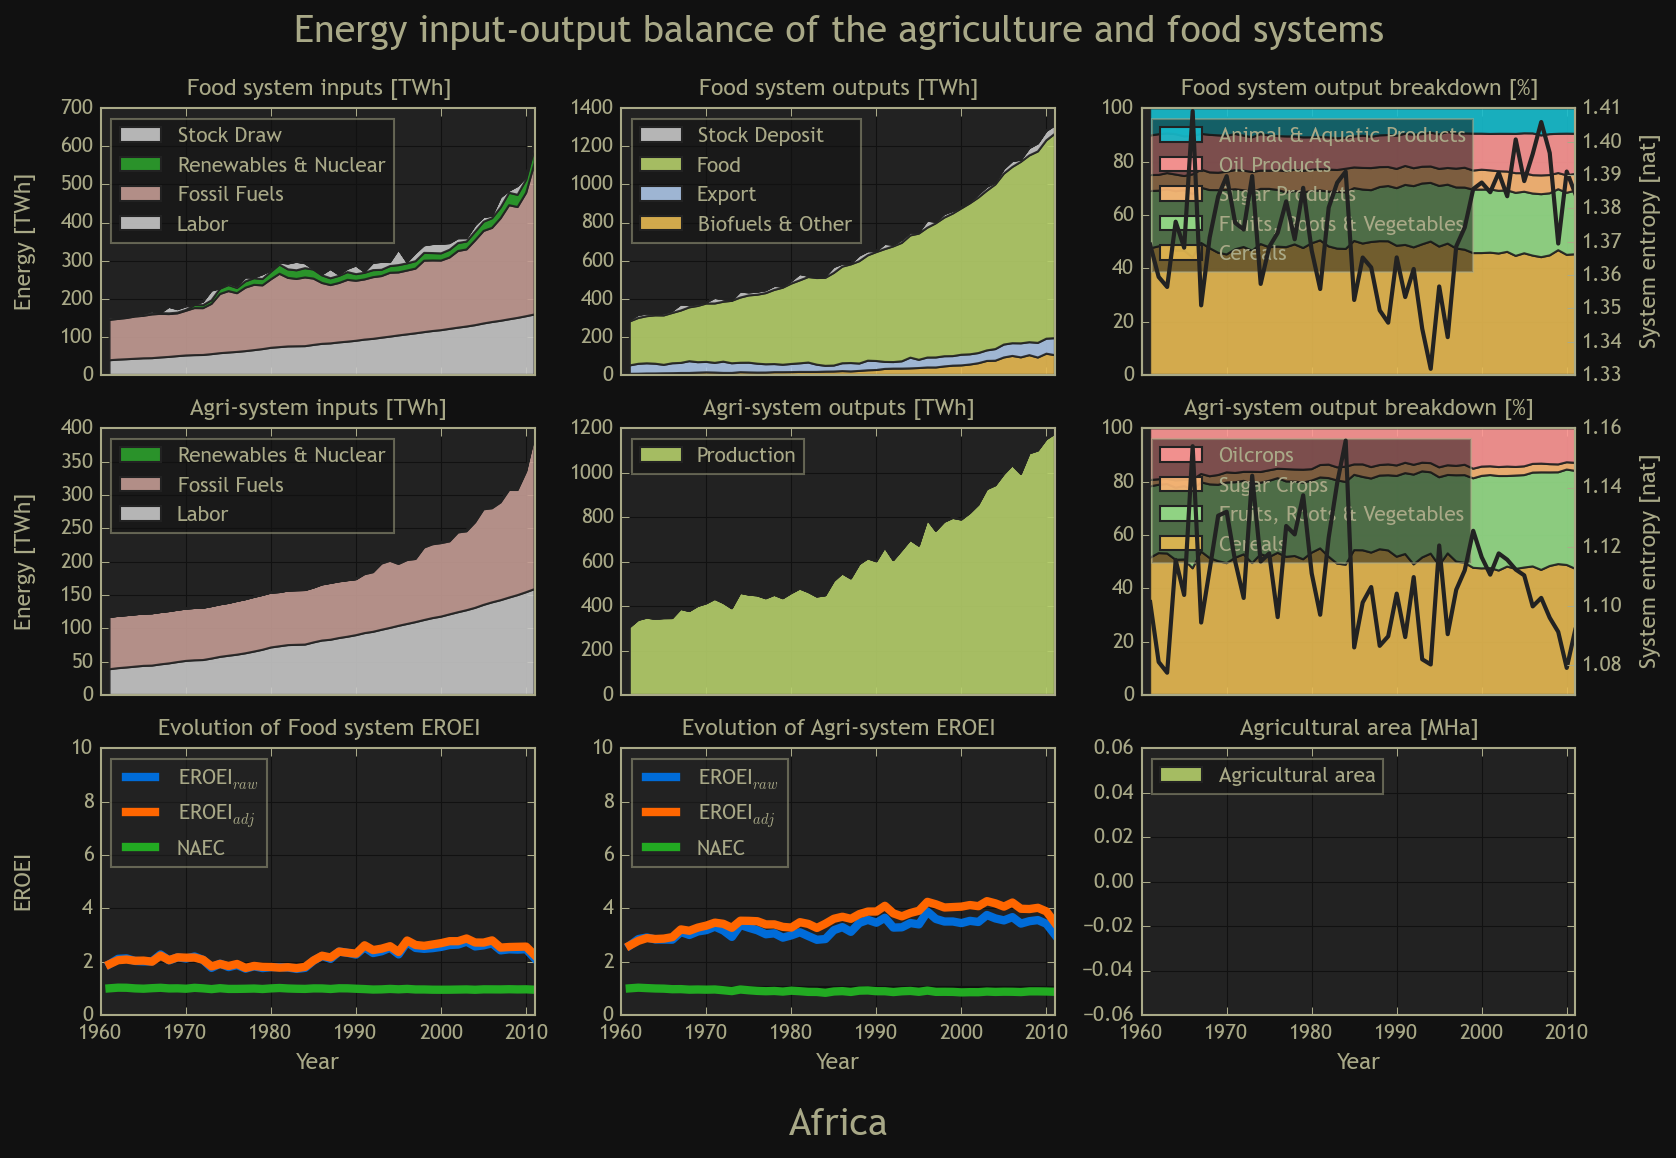 Energy input-output balance of the agriculture and food systems
Food system inputs [TWh]
Energy [TWh]
700
600
500
400
300
200
100
0
Stock Draw
Renewables & Nuclear
Fossil Fuels
Labor
Food system outputs [TWh]
1400
1200
1000
800
600
400
200
0
Stock Deposit
Food
Export
Biofuels & Other
Food system output breakdown [%]
100
80
60
40
20
0
Animal & Aquatic Products
Oil Products
Sugar Products
Fruits, Roots & Vegetables
Cereals
1.41
1.40
1.39
1.38
1.37
1.36
1.35
1.34
1.33
System entropy [nat]
Agri-system inputs [TWh]
Energy [TWh]
400
350
300
250
200
150
100
50
0
Renewables & Nuclear
Fossil Fuels
Labor
Agri-system outputs [TWh]
1200
1000
800
600
400
200
0
Production
Agri-system output breakdown [%]
100
80
60
40
20
0
Oilcrops
Sugar Crops
Fruits, Roots & Vegetables
Cereals
1.16
1.14
1.12
1.10
1.08
System entropy [nat]
Evolution of Food system EROEI
EROEI
10
8
6
4
2
0
EROEI raw
EROEI adj
NAEC
1960 1970 1980 1990 2000 2010
Year
Evolution of Agri-system EROEI
10
8
6
4
2
0
EROEI raw
EROEI adj
NAEC
1960 1970 1980 1990 2000 2010
Year
Agricultural area [MHa]
0.06
0.04
0.02
0.00
−0.02
−0.04
−0.06
Agricultural area
1960 1970 1980 1990 2000 2010
Year
Africa